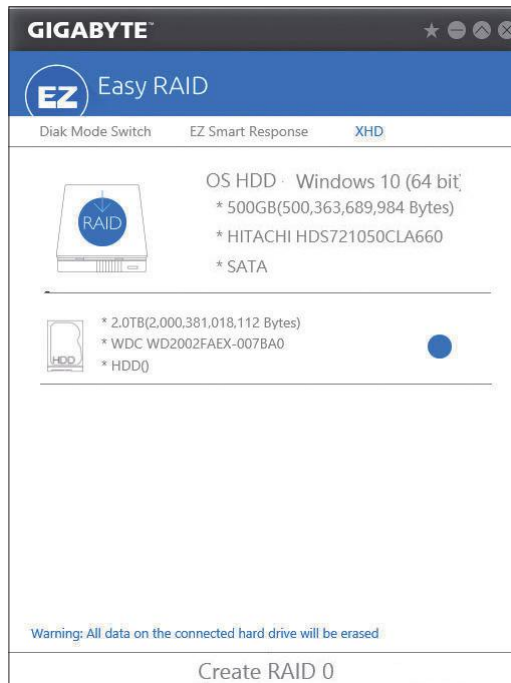 GIGABYTE™
EZ Easy RAID
Diak Mode Switch EZ Smart Response XHD
RAID
OS HDD · Windows 10 (64 bit)
* 500GB(500,363,689,984 Bytes)
* HITACHI HDS721050CLA660
* SATA
HDD
* 2.0TB(2,000,381,018,112 Bytes)
* WDC WD2002FAEX-007BA0
* HDD()
Warning: All data on the connected hard drive will be erased
Create RAID 0